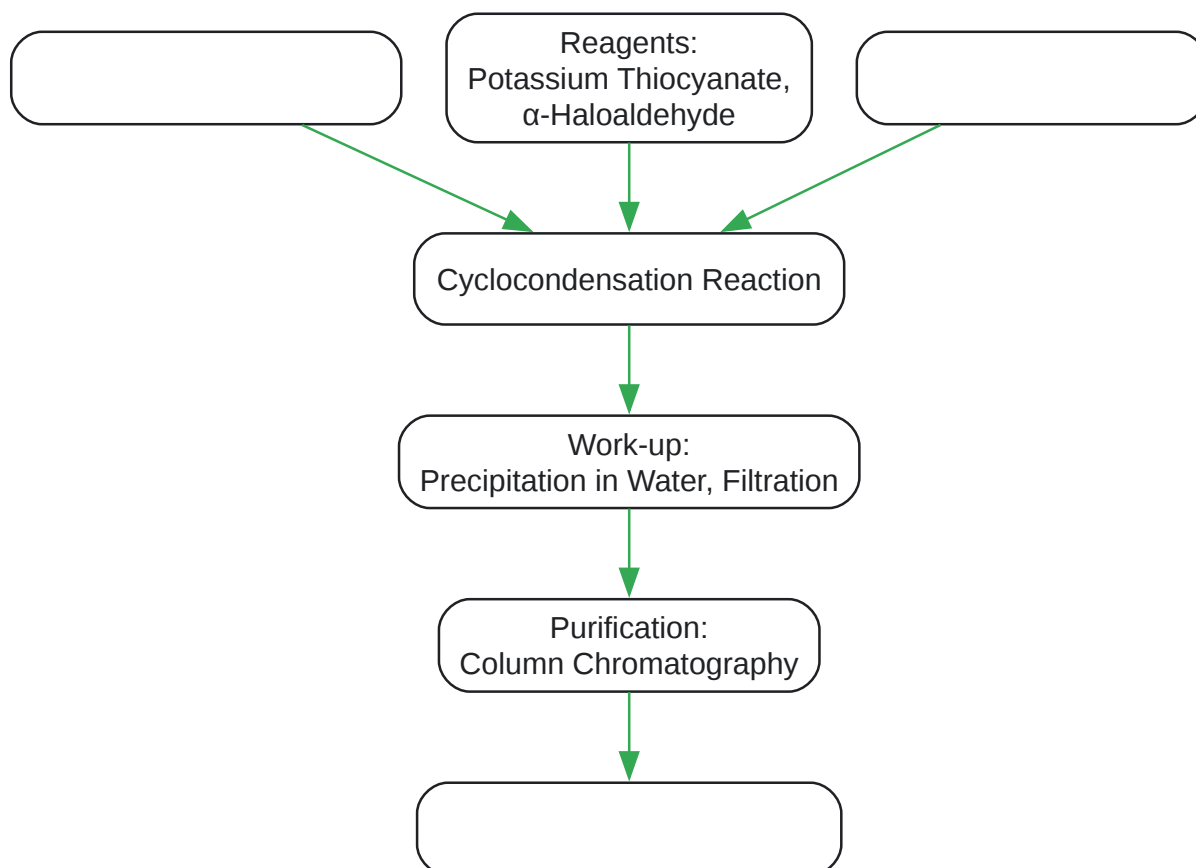 Reagents:
Potassium Thiocyanate,
α-Haloaldehyde
Cyclocondensation Reaction
Work-up:
Precipitation in Water, Filtration
Purification:
Column Chromatography